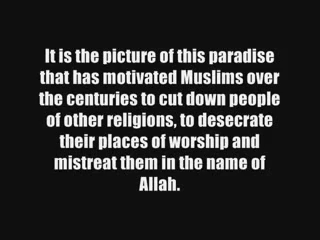 It is the picture of this paradise
that has motivated Muslims over
the centuries to cut down people
of other religions, to desecrate
their places of worship and
mistreat them in the name of
Allah.